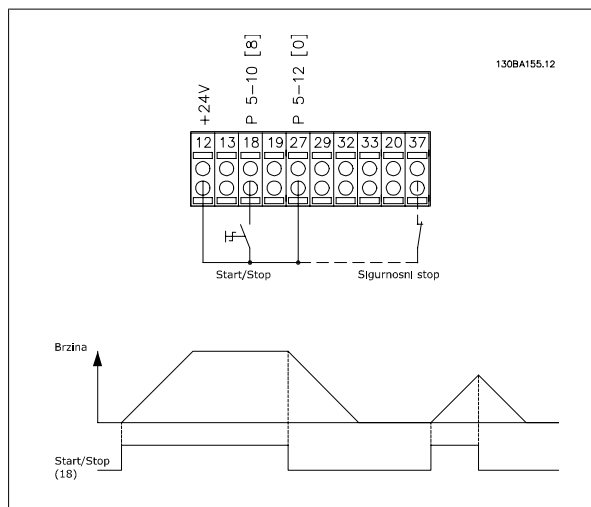 130BA155.12
+24V
P 5-10 [8]
P 5-12 [0]
12 13 18 19 27 29 32 33 20 37
Start/Stop
Sigurnosni stop
Brzina
Start/Stop
(18)